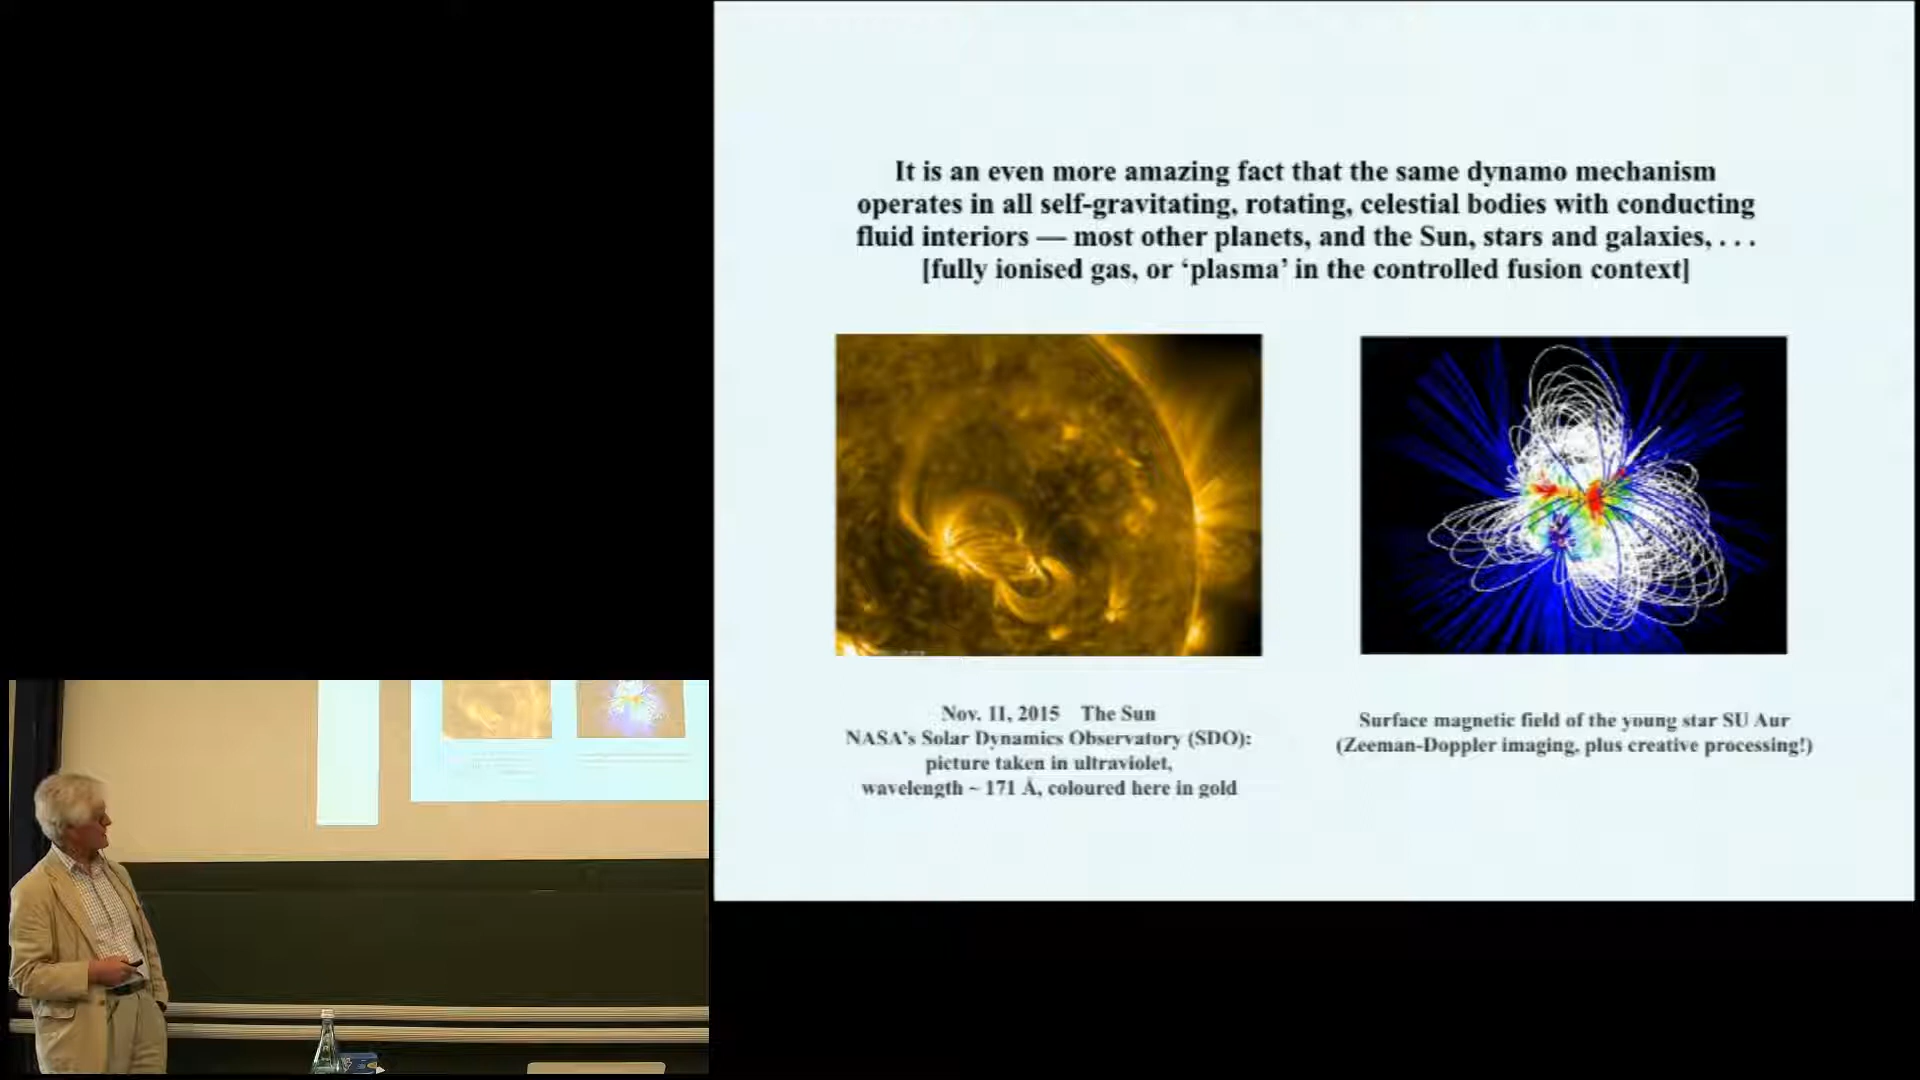 It is an even more amazing fact that the same dynamo mechanism
operates in all self-gravitating, rotating, celestial bodies with conducting
fluid interiors — most other planets, and the Sun, stars and galaxies, . . .
[fully ionised gas, or ‘plasma’ in the controlled fusion context]
Nov. 11, 2015 The Sun
NASA’s Solar Dynamics Observatory (SDO):
picture taken in ultraviolet,
wavelength ~ 171 Å, coloured here in gold
Surface magnetic field of the young star SU Aur
(Zeeman-Doppler imaging, plus creative processing!)